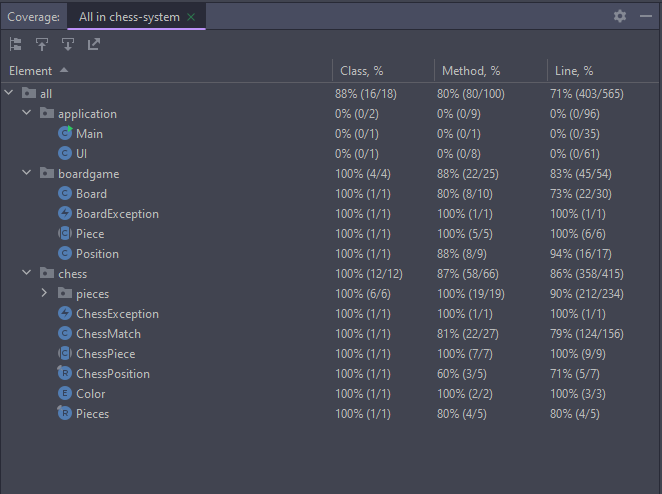 Coverage: All in chess-system
Element Class, % Method, % Line, %
all 88% (16/18) 80% (80/100) 71% (403/565)
application 0% (0/2) 0% (0/9) 0% (0/96)
C Main 0% (0/1) 0% (0/1) 0% (0/35)
C UI 0% (0/1) 0% (0/8) 0% (0/61)
boardgame 100% (4/4) 88% (22/25) 83% (45/54)
C Board 100% (1/1) 80% (8/10) 73% (22/30)
BoardException 100% (1/1) 100% (1/1) 100% (1/1)
C Piece 100% (1/1) 100% (5/5) 100% (6/6)
C Position 100% (1/1) 88% (8/9) 94% (16/17)
chess 100% (12/12) 87% (58/66) 86% (358/415)
pieces 100% (6/6) 100% (19/19) 90% (212/234)
ChessException 100% (1/1) 100% (1/1) 100% (1/1)
C ChessMatch 100% (1/1) 81% (22/27) 79% (124/156)
C ChessPiece 100% (1/1) 100% (7/7) 100% (9/9)
R ChessPosition 100% (1/1) 60% (3/5) 71% (5/7)
E Color 100% (1/1) 100% (2/2) 100% (3/3)
R Pieces 100% (1/1) 80% (4/5) 80% (4/5)